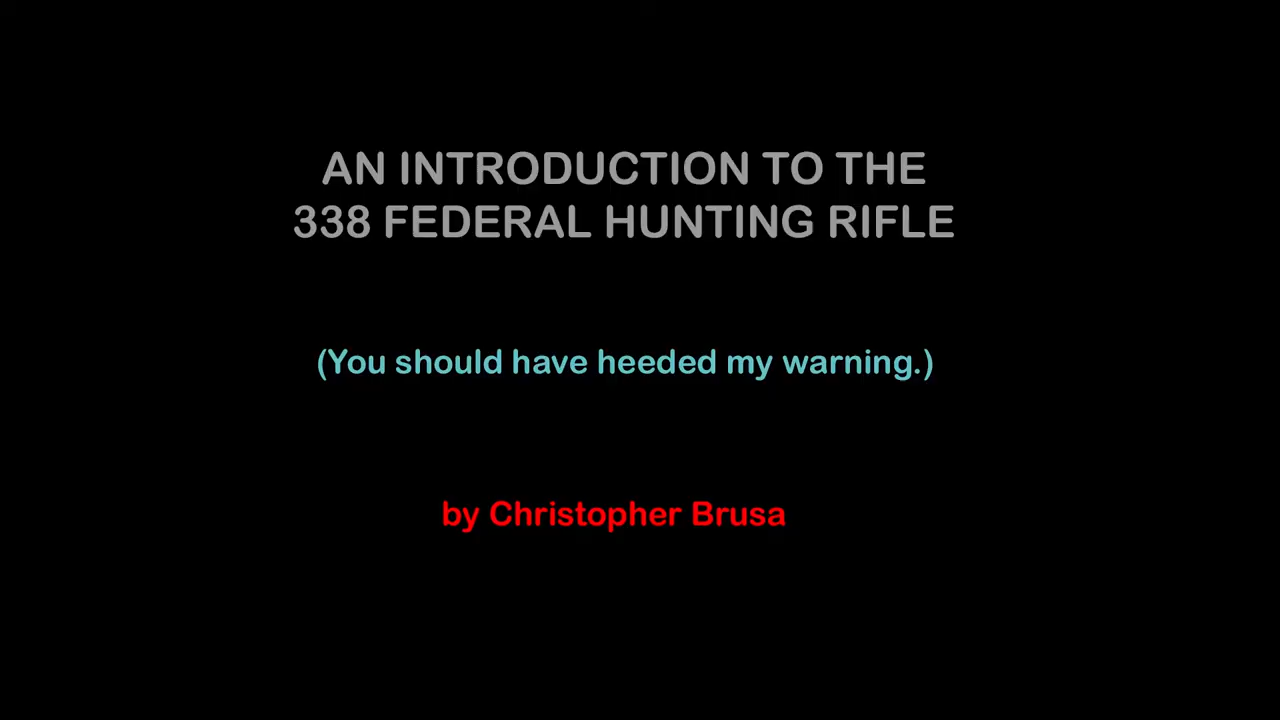 AN INTRODUCTION TO THE
338 FEDERAL HUNTING RIFLE
(You should have heeded my warning.)
by Christopher Brusa